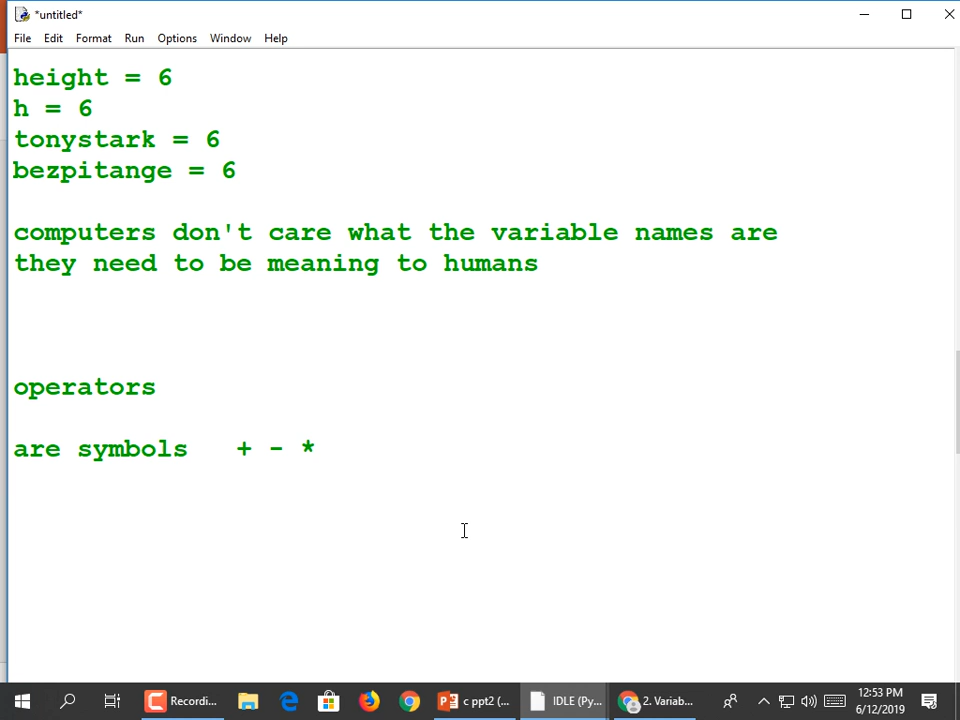 *untitled*
File Edit Format Run Options Window Help
height = 6
h = 6
tonystark = 6
bezpitange = 6
computers don't care what the variable names are
they need to be meaning to humans
operators
are symbols + - *
Recordi... c ppt2 (... IDLE (Py... 2. Variab... 12:53 PM
6/12/2019